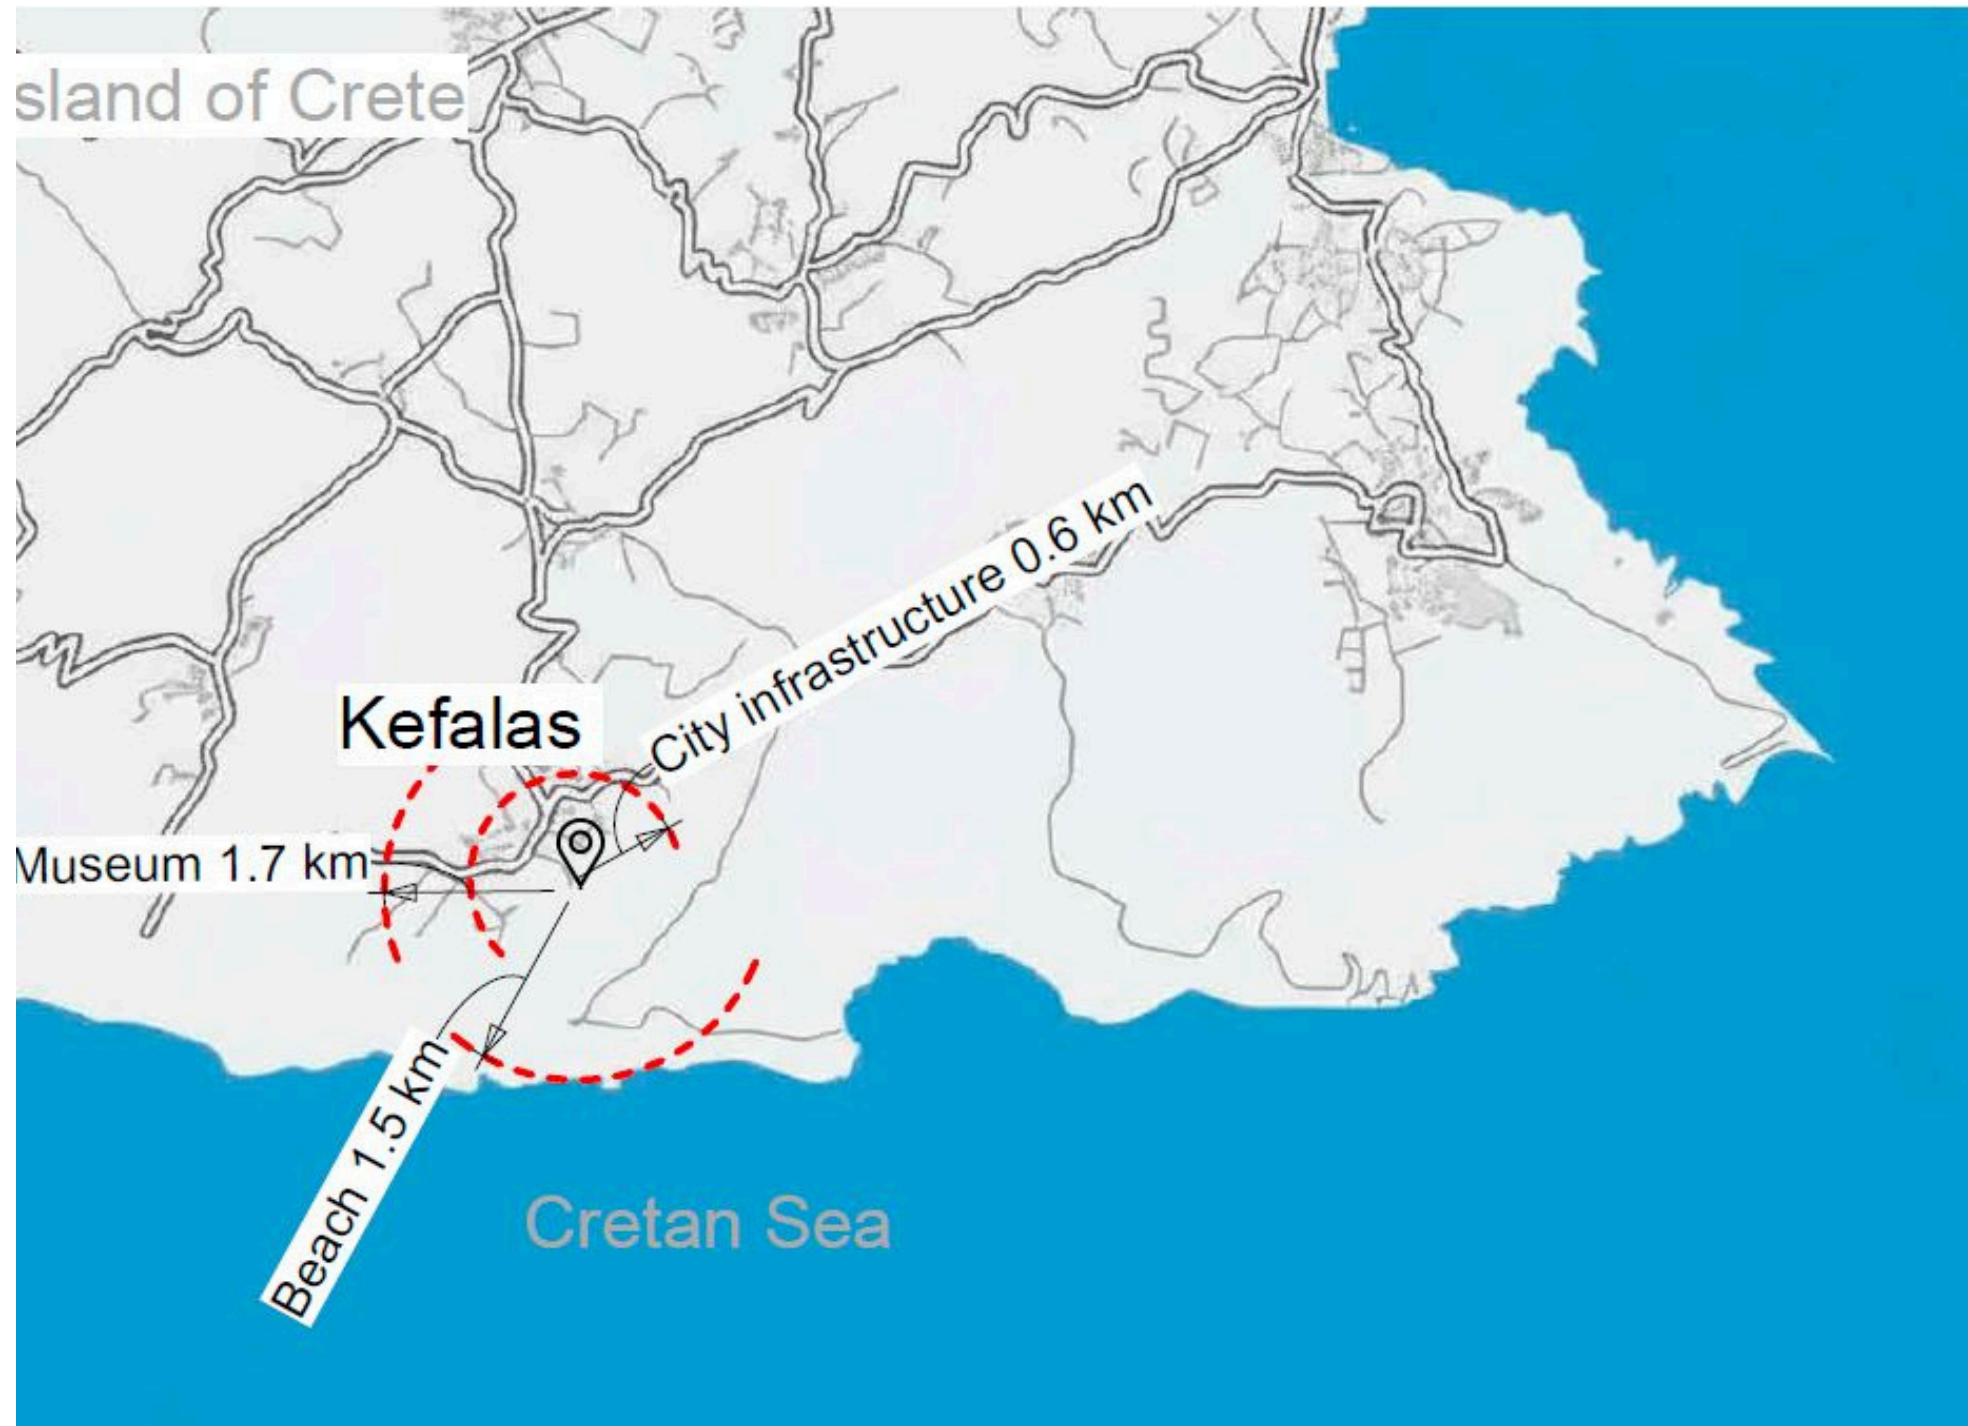 sland of Crete
City infrastructure 0.6 km
Kefalas
Museum 1.7 km
Beach 1.5 km
Cretan Sea